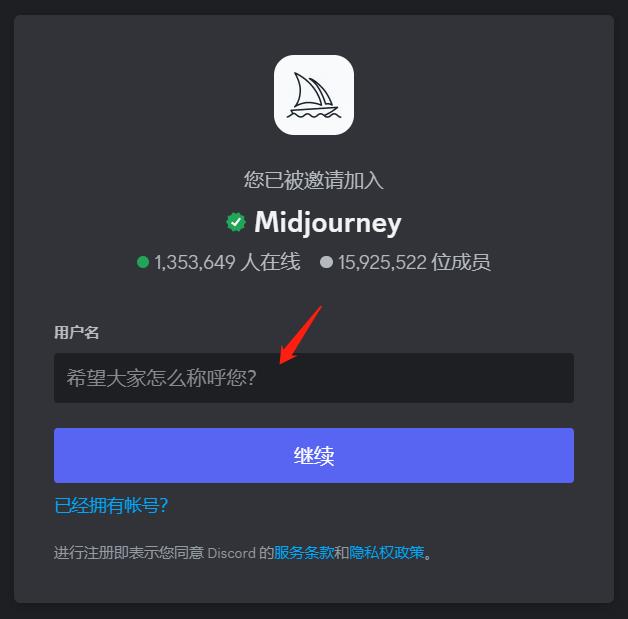 您已被邀请加入
Midjourney
1,353,649 人在线 15,925,522 位成员
用户名
希望大家怎么称呼您?
继续
已经拥有帐号?
进行注册即表示您同意 Discord 的服务条款和隐私权政策。